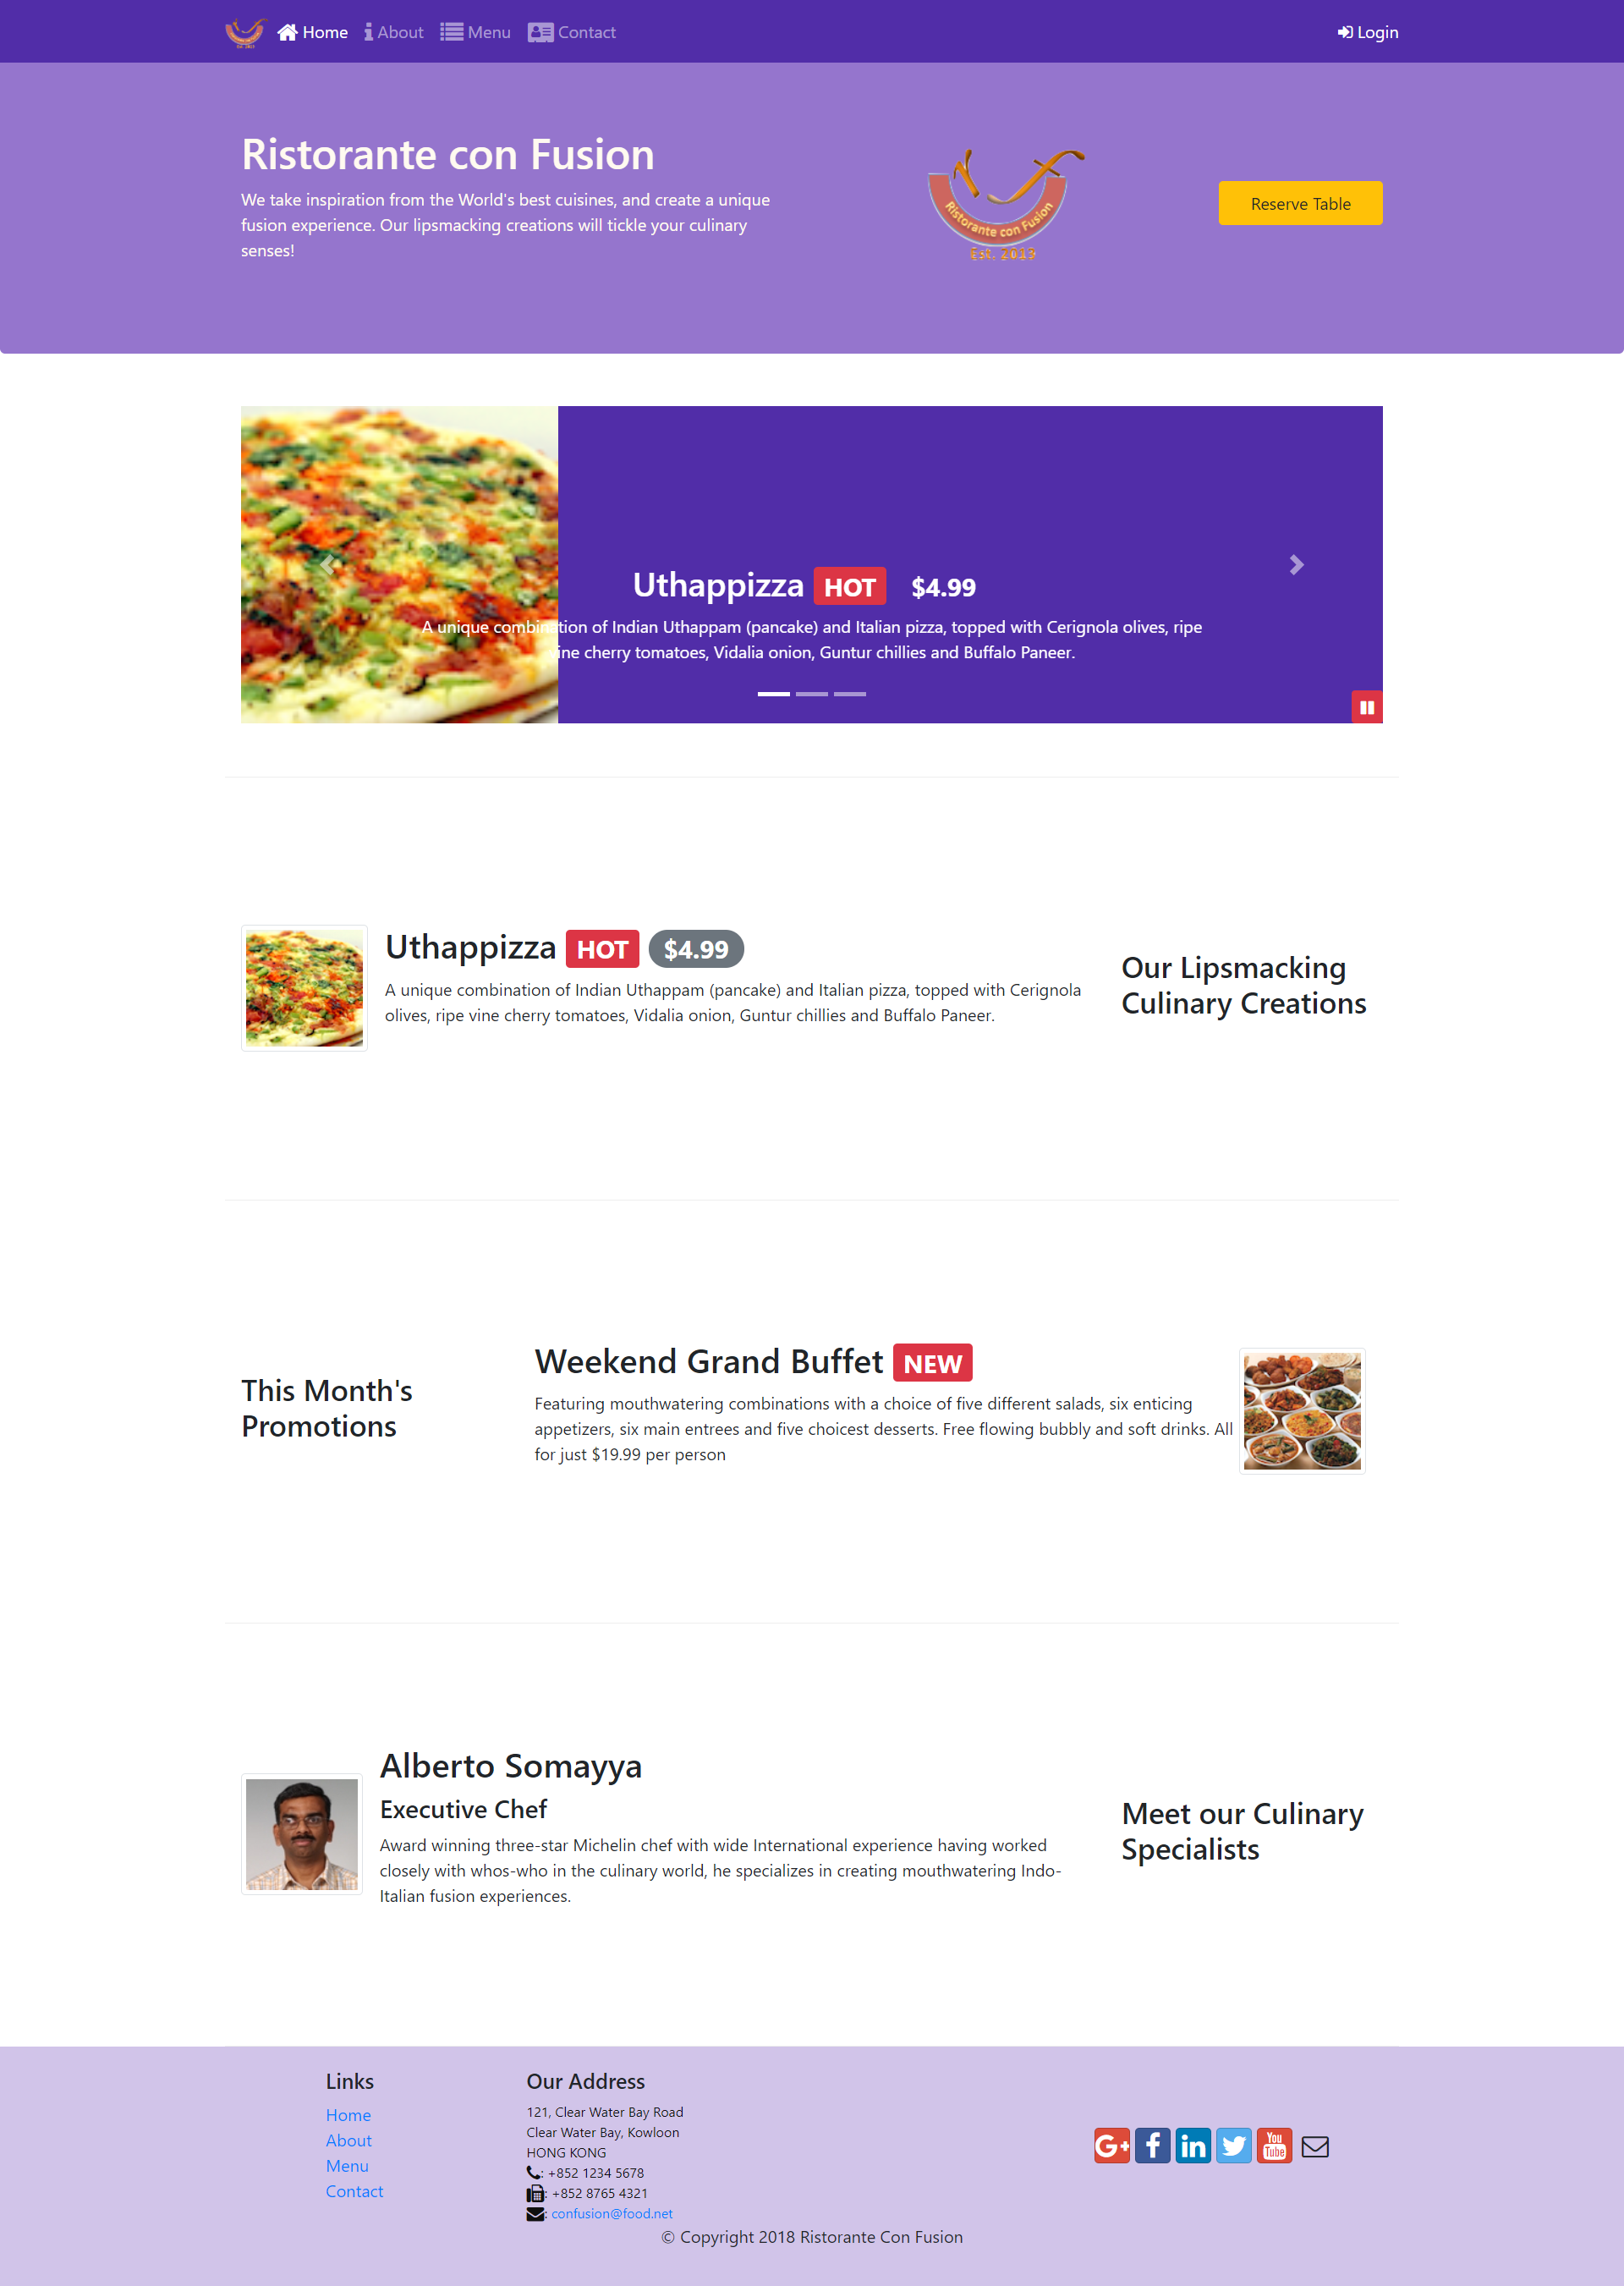 Home About Menu Contact Login
Ristorante con Fusion
We take inspiration from the World's best cuisines, and create a unique
fusion experience. Our lipsmacking creations will tickle your culinary
senses!
Ristorante con Fusion
Est. 2013
Reserve Table
Uthappizza HOT $4.99
A unique combination of Indian Uthappam (pancake) and Italian pizza, topped with Cerignola olives, ripe
ine cherry tomatoes, Vidalia onion, Guntur chillies and Buffalo Paneer.
Uthappizza HOT $4.99
A unique combination of Indian Uthappam (pancake) and Italian pizza, topped with Cerignola
olives, ripe vine cherry tomatoes, Vidalia onion, Guntur chillies and Buffalo Paneer.
Our Lipsmacking
Culinary Creations
This Month's
Promotions
Weekend Grand Buffet NEW
Featuring mouthwatering combinations with a choice of five different salads, six enticing
appetizers, six main entrees and five choicest desserts. Free flowing bubbly and soft drinks. All
for just $19.99 per person
Alberto Somayya
Executive Chef
Award winning three-star Michelin chef with wide International experience having worked
closely with whos-who in the culinary world, he specializes in creating mouthwatering Indo-
Italian fusion experiences.
Meet our Culinary
Specialists
Links
Home
About
Menu
Contact
Our Address
121, Clear Water Bay Road
Clear Water Bay, Kowloon
HONG KONG
: +852 1234 5678
: +852 8765 4321
: confusion@food.net
G+ f in You Tube
© Copyright 2018 Ristorante Con Fusion